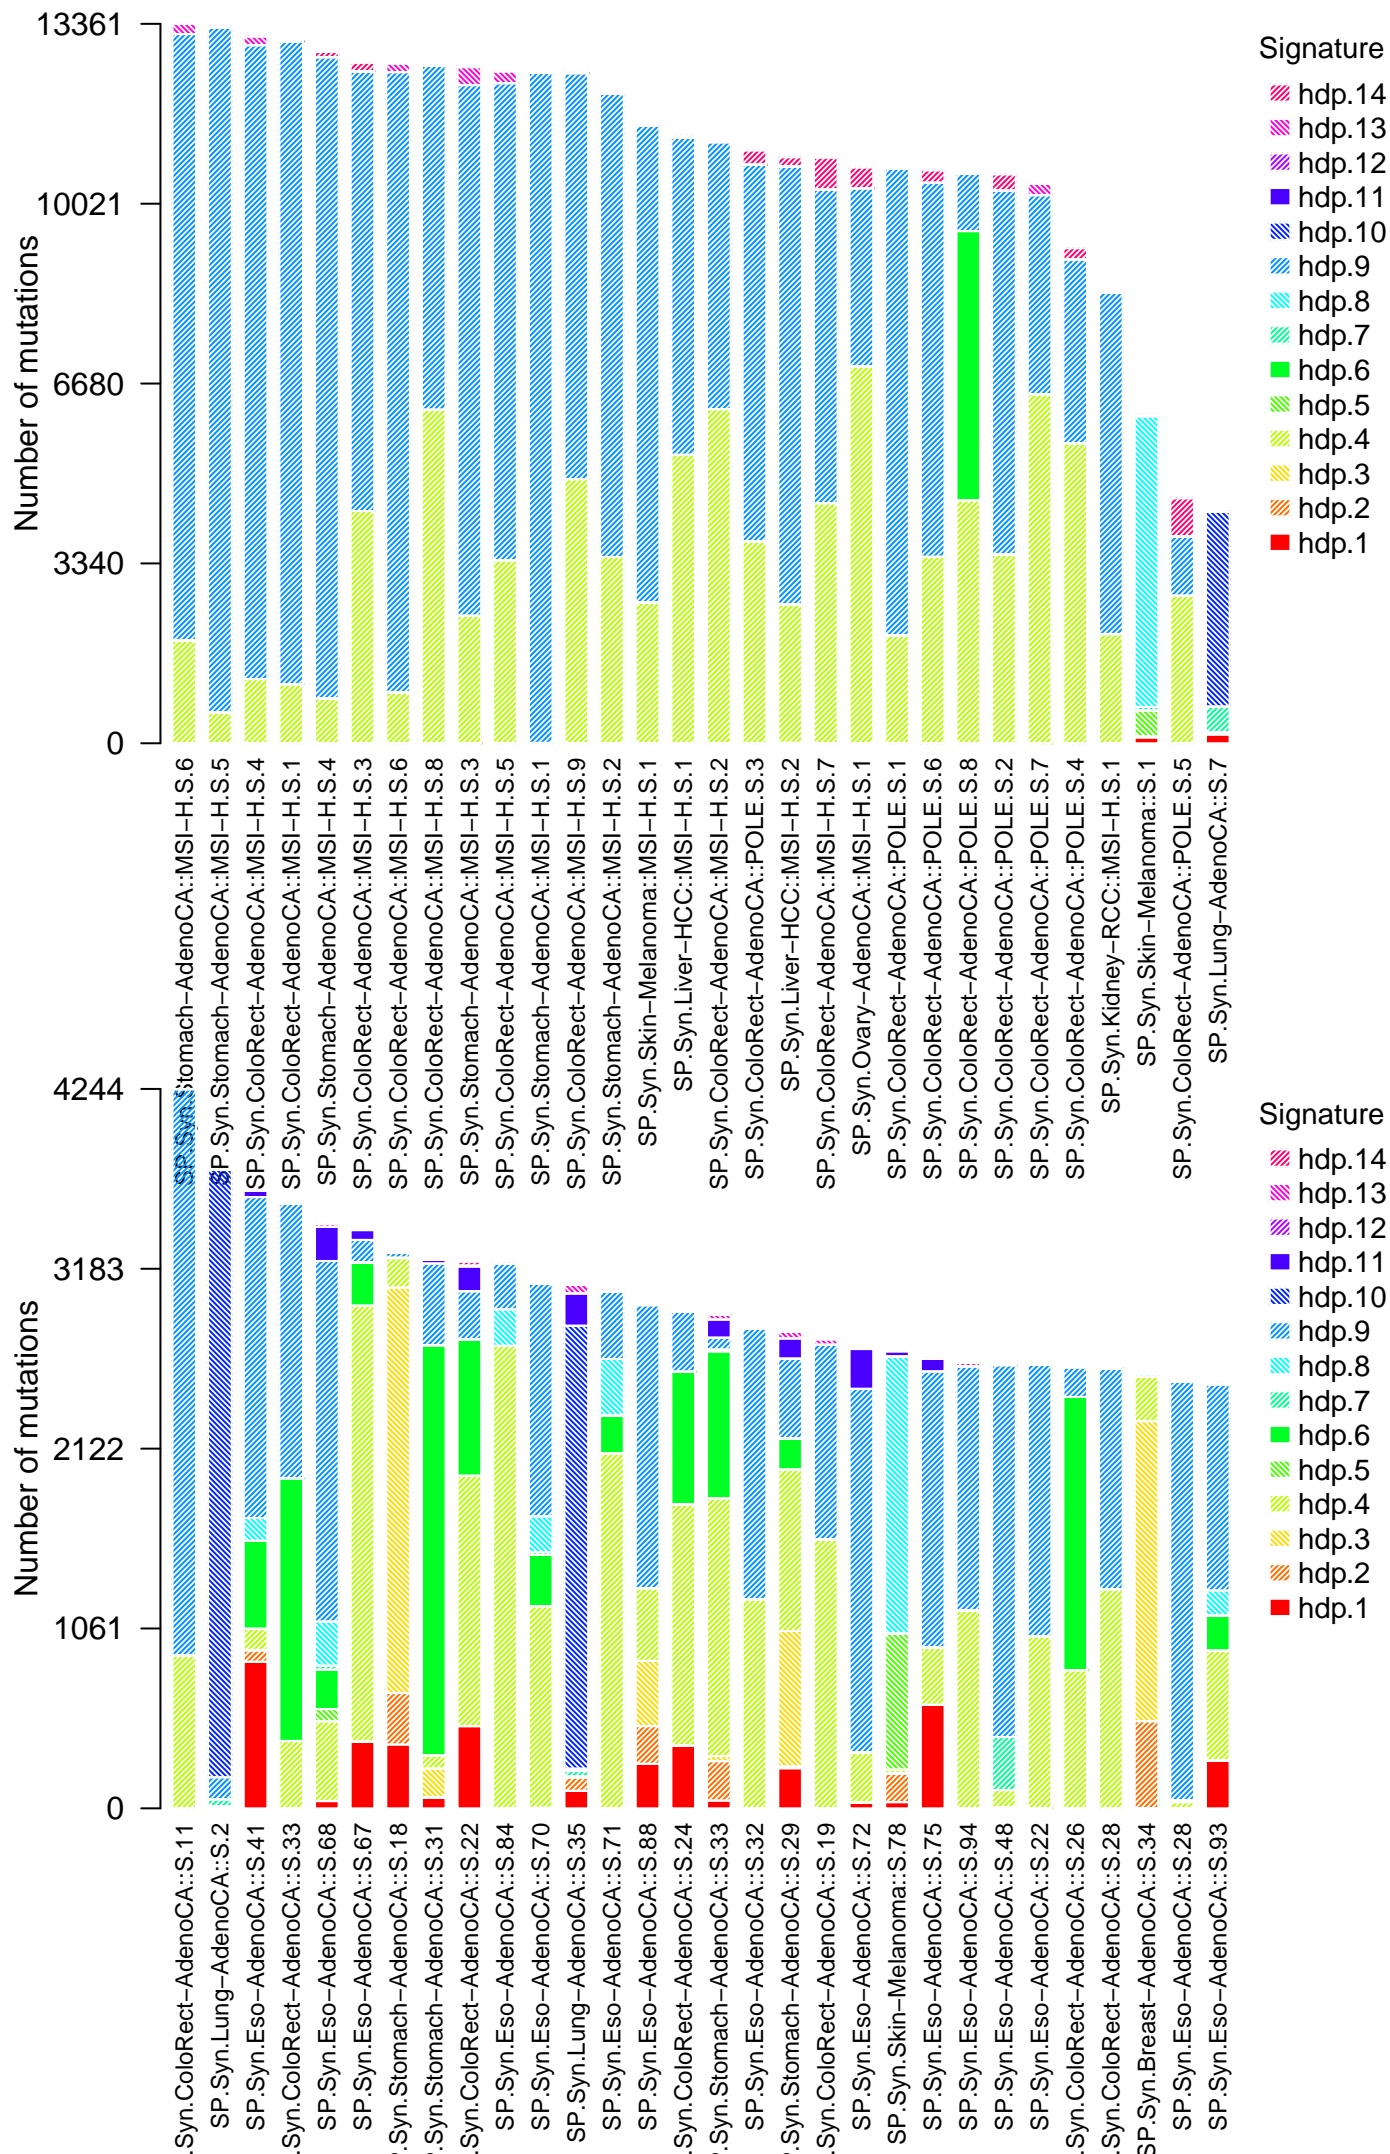 13361
10021
6680
3340
0
Number of mutations
Signature
hdp.14
hdp.13
hdp.12
hdp.11
hdp.10
hdp.9
hdp.8
hdp.7
hdp.6
hdp.5
hdp.4
hdp.3
hdp.2
hdp.1
SP.Syn.Stomach−AdenoCA::MSI−H.S.6
SP.Syn.Stomach−AdenoCA::MSI−H.S.5
SP.Syn.ColoRect−AdenoCA::MSI−H.S.4
SP.Syn.ColoRect−AdenoCA::MSI−H.S.1
SP.Syn.Stomach−AdenoCA::MSI−H.S.4
SP.Syn.ColoRect−AdenoCA::MSI−H.S.3
SP.Syn.Stomach−AdenoCA::MSI−H.S.6
SP.Syn.ColoRect−AdenoCA::MSI−H.S.8
SP.Syn.Stomach−AdenoCA::MSI−H.S.3
SP.Syn.ColoRect−AdenoCA::MSI−H.S.5
SP.Syn.Stomach−AdenoCA::MSI−H.S.1
SP.Syn.ColoRect−AdenoCA::MSI−H.S.9
SP.Syn.Stomach−AdenoCA::MSI−H.S.2
SP.Syn.Skin−Melanoma::MSI−H.S.1
SP.Syn.Liver−HCC::MSI−H.S.1
SP.Syn.ColoRect−AdenoCA::MSI−H.S.2
SP.Syn.ColoRect−AdenoCA::POLE.S.3
SP.Syn.Liver−HCC::MSI−H.S.2
SP.Syn.ColoRect−AdenoCA::MSI−H.S.7
SP.Syn.Ovary−AdenoCA::MSI−H.S.1
SP.Syn.ColoRect−AdenoCA::POLE.S.1
SP.Syn.ColoRect−AdenoCA::POLE.S.6
SP.Syn.ColoRect−AdenoCA::POLE.S.8
SP.Syn.ColoRect−AdenoCA::POLE.S.2
SP.Syn.ColoRect−AdenoCA::POLE.S.7
SP.Syn.ColoRect−AdenoCA::POLE.S.4
SP.Syn.Kidney−RCC::MSI−H.S.1
SP.Syn.Skin−Melanoma::S.1
SP.Syn.ColoRect−AdenoCA::POLE.S.5
SP.Syn.Lung−AdenoCA::S.7
4244
3183
2122
1061
0
Number of mutations
Signature
hdp.14
hdp.13
hdp.12
hdp.11
hdp.10
hdp.9
hdp.8
hdp.7
hdp.6
hdp.5
hdp.4
hdp.3
hdp.2
hdp.1
.Syn.ColoRect−AdenoCA::S.11
SP.Syn.Lung−AdenoCA::S.2
SP.Syn.Eso−AdenoCA::S.41
.Syn.ColoRect−AdenoCA::S.33
SP.Syn.Eso−AdenoCA::S.68
SP.Syn.Eso−AdenoCA::S.67
P.Syn.Stomach−AdenoCA::S.18
P.Syn.Stomach−AdenoCA::S.31
.Syn.ColoRect−AdenoCA::S.22
SP.Syn.Eso−AdenoCA::S.84
SP.Syn.Eso−AdenoCA::S.70
SP.Syn.Lung−AdenoCA::S.35
SP.Syn.Eso−AdenoCA::S.71
SP.Syn.Eso−AdenoCA::S.88
.Syn.ColoRect−AdenoCA::S.24
P.Syn.Stomach−AdenoCA::S.33
SP.Syn.Eso−AdenoCA::S.32
P.Syn.Stomach−AdenoCA::S.29
.Syn.ColoRect−AdenoCA::S.19
SP.Syn.Eso−AdenoCA::S.72
SP.Syn.Skin−Melanoma::S.78
SP.Syn.Eso−AdenoCA::S.75
SP.Syn.Eso−AdenoCA::S.94
SP.Syn.Eso−AdenoCA::S.48
SP.Syn.Eso−AdenoCA::S.22
.Syn.ColoRect−AdenoCA::S.26
.Syn.ColoRect−AdenoCA::S.28
SP.Syn.Breast−AdenoCA::S.34
SP.Syn.Eso−AdenoCA::S.28
SP.Syn.Eso−AdenoCA::S.93